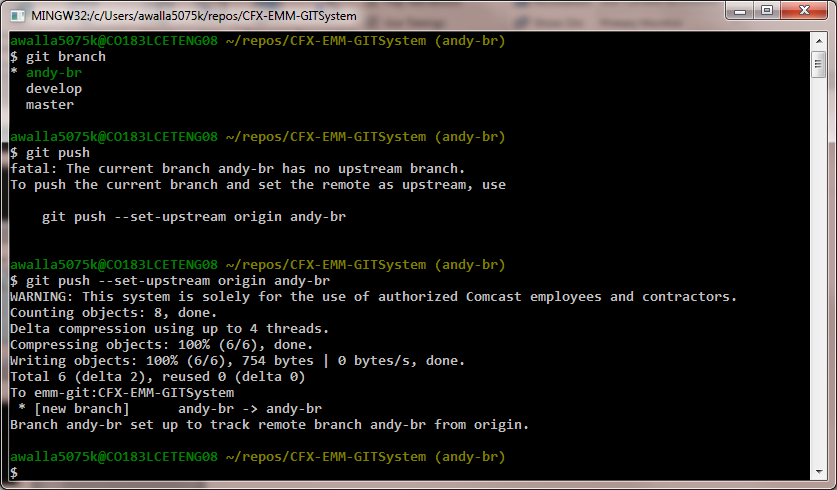 MINGW32:/c/Users/awalla5075k/repos/CFX-EMM-GITSystem
awalla5075k@CO183LCETENG08 ~/repos/CFX-EMM-GITSystem (andy-br)
$ git branch
* andy-br
  develop
  master

awalla5075k@CO183LCETENG08 ~/repos/CFX-EMM-GITSystem (andy-br)
$ git push
fatal: The current branch andy-br has no upstream branch.
To push the current branch and set the remote as upstream, use

    git push --set-upstream origin andy-br


awalla5075k@CO183LCETENG08 ~/repos/CFX-EMM-GITSystem (andy-br)
$ git push --set-upstream origin andy-br
WARNING: This system is solely for the use of authorized Comcast employees and contractors.
Counting objects: 8, done.
Delta compression using up to 4 threads.
Compressing objects: 100% (6/6), done.
Writing objects: 100% (6/6), 754 bytes | 0 bytes/s, done.
Total 6 (delta 2), reused 0 (delta 0)
To emm-git:CFX-EMM-GITSystem
 * [new branch]      andy-br -> andy-br
Branch andy-br set up to track remote branch andy-br from origin.

awalla5075k@CO183LCETENG08 ~/repos/CFX-EMM-GITSystem (andy-br)
$